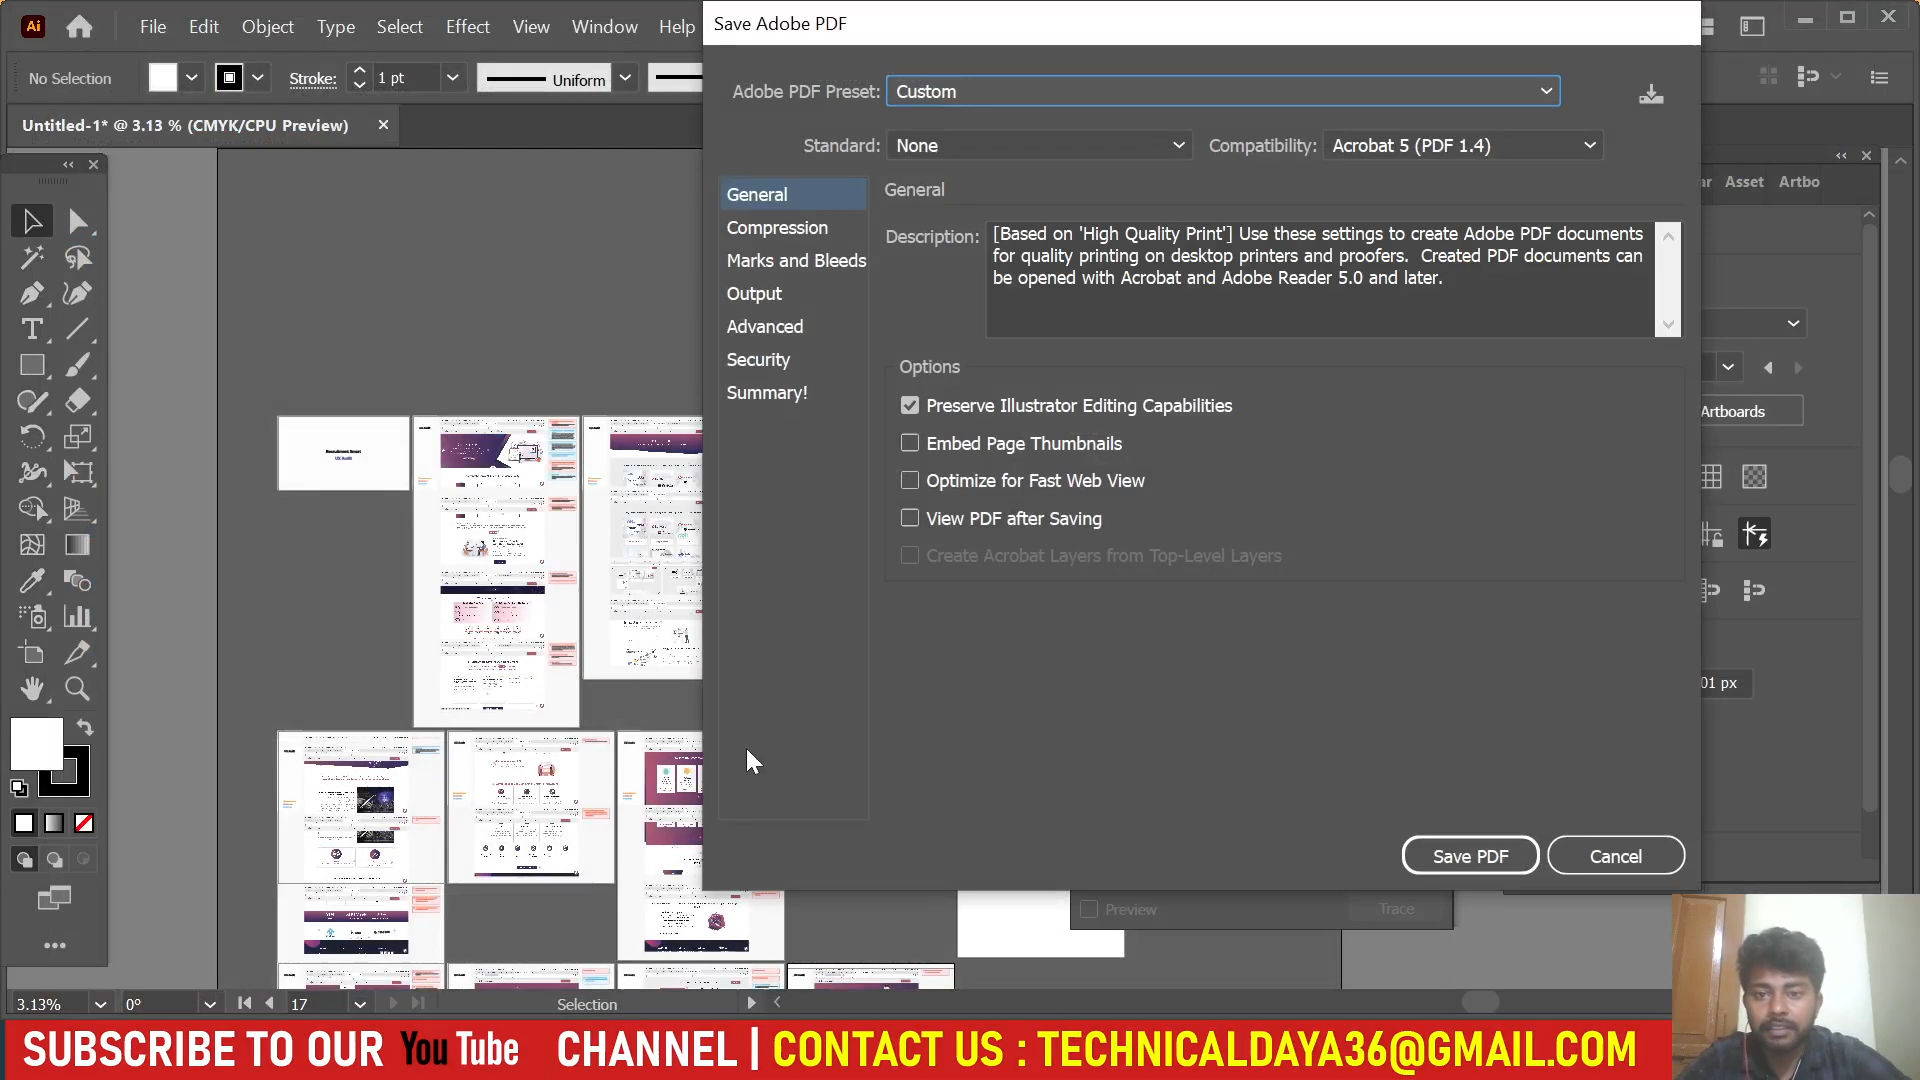 Ai File Edit Object Type Select Effect View Window Help
Save Adobe PDF
No Selection
Stroke:
1 pt
Uniform
Untitled-1* @ 3.13 % (CMYK/CPU Preview)
Adobe PDF Preset: Custom
Standard: None
Compatibility: Acrobat 5 (PDF 1.4)
General
Compression
Marks and Bleeds
Output
Advanced
Security
Summary!
General
Description:
[Based on 'High Quality Print'] Use these settings to create Adobe PDF documents
for quality printing on desktop printers and proofers. Created PDF documents can
be opened with Acrobat and Adobe Reader 5.0 and later.
Options
Preserve Illustrator Editing Capabilities
Embed Page Thumbnails
Optimize for Fast Web View
View PDF after Saving
Create Acrobat Layers from Top-Level Layers
Save PDF
Cancel
ar Asset Artbo
Artboards
01 px
Preview
Trace
3.13%
0°
17
Selection
SUBSCRIBE TO OUR YouTube CHANNEL | CONTACT US : TECHNICALDAYA36@GMAIL.COM